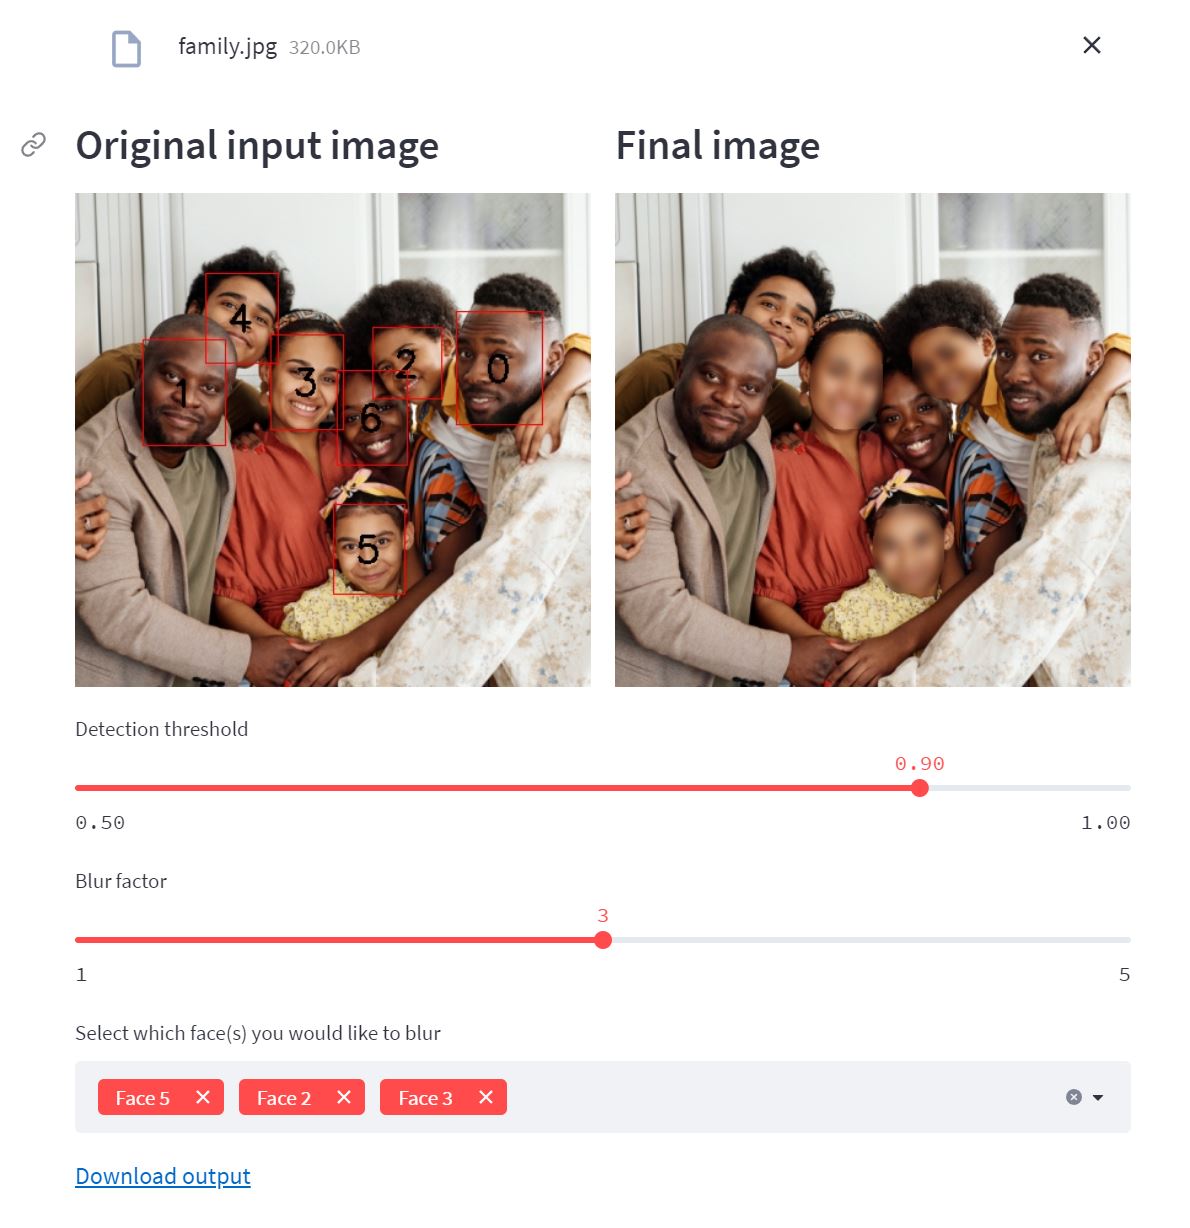 family.jpg 320.0KB
Original input image
Final image
4
1
3
2
0
6
5
Detection threshold
0.90
0.50 1.00
Blur factor
3
1 5
Select which face(s) you would like to blur
Face 5 Face 2 Face 3
Download output